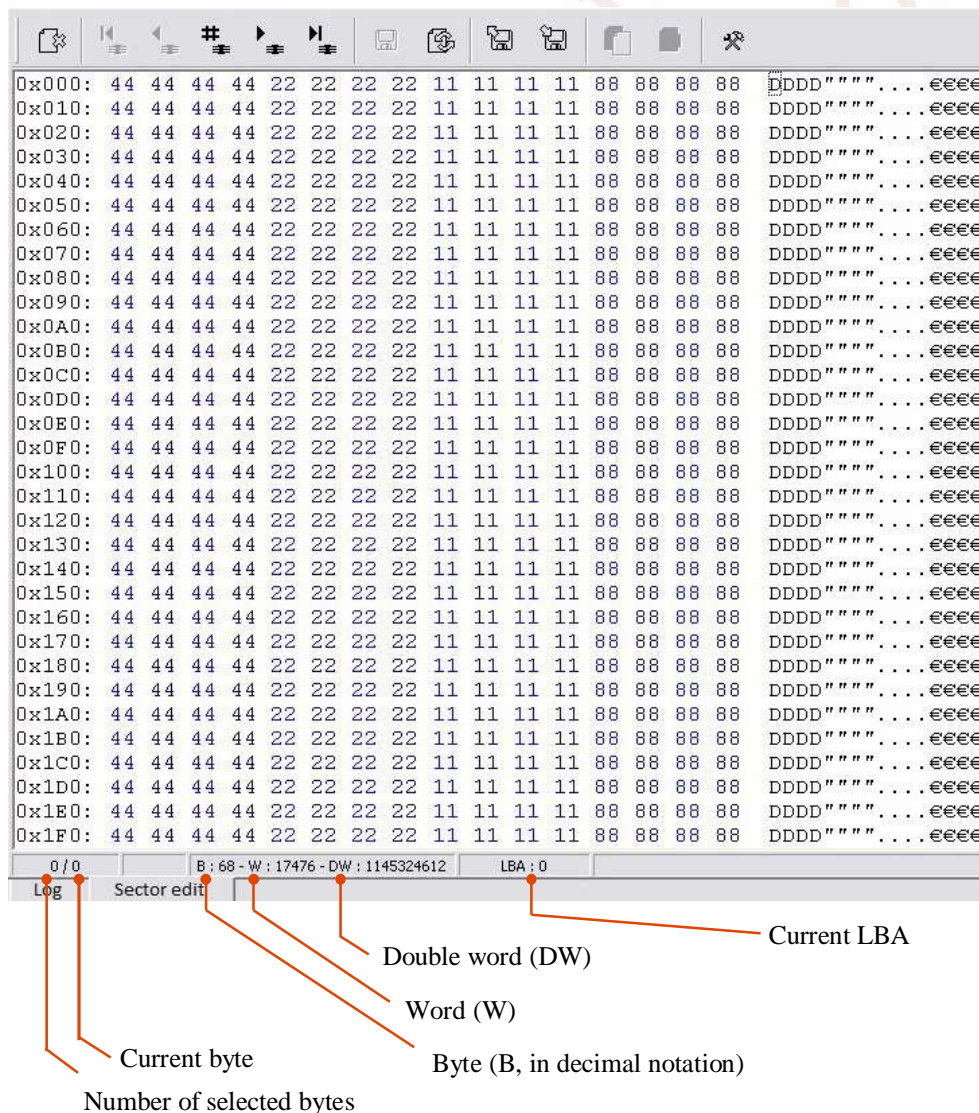 0x000: 44 44 44 44 22 22 22 22 11 11 11 11 88 88 88 88 DDDD""""....€€€€
0x010: 44 44 44 44 22 22 22 22 11 11 11 11 88 88 88 88 DDDD""""....€€€€
0x020: 44 44 44 44 22 22 22 22 11 11 11 11 88 88 88 88 DDDD""""....€€€€
0x030: 44 44 44 44 22 22 22 22 11 11 11 11 88 88 88 88 DDDD""""....€€€€
0x040: 44 44 44 44 22 22 22 22 11 11 11 11 88 88 88 88 DDDD""""....€€€€
0x050: 44 44 44 44 22 22 22 22 11 11 11 11 88 88 88 88 DDDD""""....€€€€
0x060: 44 44 44 44 22 22 22 22 11 11 11 11 88 88 88 88 DDDD""""....€€€€
0x070: 44 44 44 44 22 22 22 22 11 11 11 11 88 88 88 88 DDDD""""....€€€€
0x080: 44 44 44 44 22 22 22 22 11 11 11 11 88 88 88 88 DDDD""""....€€€€
0x090: 44 44 44 44 22 22 22 22 11 11 11 11 88 88 88 88 DDDD""""....€€€€
0x0A0: 44 44 44 44 22 22 22 22 11 11 11 11 88 88 88 88 DDDD""""....€€€€
0x0B0: 44 44 44 44 22 22 22 22 11 11 11 11 88 88 88 88 DDDD""""....€€€€
0x0C0: 44 44 44 44 22 22 22 22 11 11 11 11 88 88 88 88 DDDD""""....€€€€
0x0D0: 44 44 44 44 22 22 22 22 11 11 11 11 88 88 88 88 DDDD""""....€€€€
0x0E0: 44 44 44 44 22 22 22 22 11 11 11 11 88 88 88 88 DDDD""""....€€€€
0x0F0: 44 44 44 44 22 22 22 22 11 11 11 11 88 88 88 88 DDDD""""....€€€€
0x100: 44 44 44 44 22 22 22 22 11 11 11 11 88 88 88 88 DDDD""""....€€€€
0x110: 44 44 44 44 22 22 22 22 11 11 11 11 88 88 88 88 DDDD""""....€€€€
0x120: 44 44 44 44 22 22 22 22 11 11 11 11 88 88 88 88 DDDD""""....€€€€
0x130: 44 44 44 44 22 22 22 22 11 11 11 11 88 88 88 88 DDDD""""....€€€€
0x140: 44 44 44 44 22 22 22 22 11 11 11 11 88 88 88 88 DDDD""""....€€€€
0x150: 44 44 44 44 22 22 22 22 11 11 11 11 88 88 88 88 DDDD""""....€€€€
0x160: 44 44 44 44 22 22 22 22 11 11 11 11 88 88 88 88 DDDD""""....€€€€
0x170: 44 44 44 44 22 22 22 22 11 11 11 11 88 88 88 88 DDDD""""....€€€€
0x180: 44 44 44 44 22 22 22 22 11 11 11 11 88 88 88 88 DDDD""""....€€€€
0x190: 44 44 44 44 22 22 22 22 11 11 11 11 88 88 88 88 DDDD""""....€€€€
0x1A0: 44 44 44 44 22 22 22 22 11 11 11 11 88 88 88 88 DDDD""""....€€€€
0x1B0: 44 44 44 44 22 22 22 22 11 11 11 11 88 88 88 88 DDDD""""....€€€€
0x1C0: 44 44 44 44 22 22 22 22 11 11 11 11 88 88 88 88 DDDD""""....€€€€
0x1D0: 44 44 44 44 22 22 22 22 11 11 11 11 88 88 88 88 DDDD""""....€€€€
0x1E0: 44 44 44 44 22 22 22 22 11 11 11 11 88 88 88 88 DDDD""""....€€€€
0x1F0: 44 44 44 44 22 22 22 22 11 11 11 11 88 88 88 88 DDDD""""....€€€€
0 / 0 B : 68 - W : 17476 - DW : 1145324612 LBA : 0
Log Sector edit
Current LBA
Double word (DW)
Word (W)
Current byte
Byte (B, in decimal notation)
Number of selected bytes